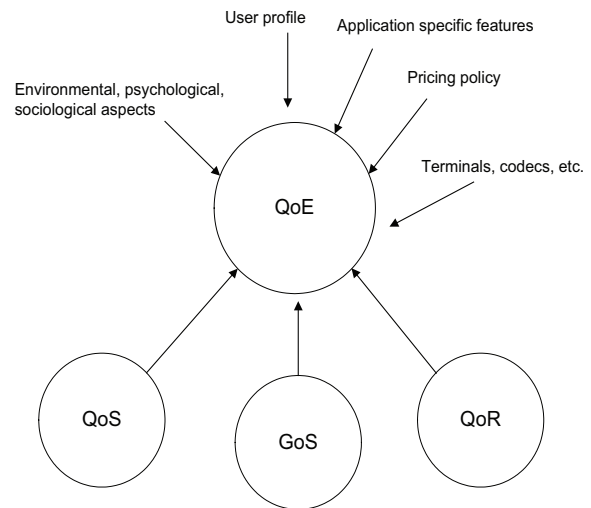 User profile
Application specific features
Pricing policy
Environmental, psychological,
sociological aspects
Terminals, codecs, etc.
QoE
QoS
GoS
QoR